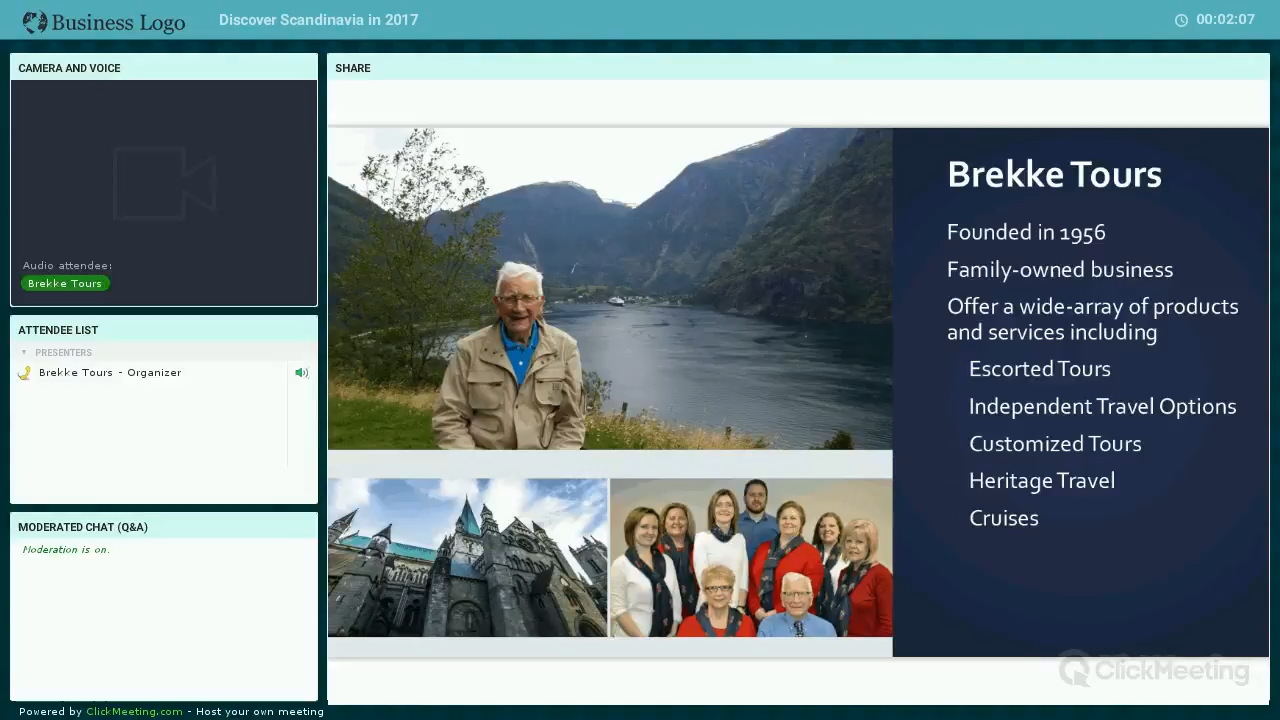 Business Logo
Discover Scandinavia in 2017
00:02:07
CAMERA AND VOICE
Audio attendee:
Brekke Tours
ATTENDEE LIST
PRESENTERS
Brekke Tours - Organizer
MODERATED CHAT (Q&A)
Moderation is on.
SHARE
Brekke Tours
Founded in 1956
Family-owned business
Offer a wide-array of products
and services including
Escorted Tours
Independent Travel Options
Customized Tours
Heritage Travel
Cruises
ClickMeeting
Powered by ClickMeeting.com - Host your own meeting